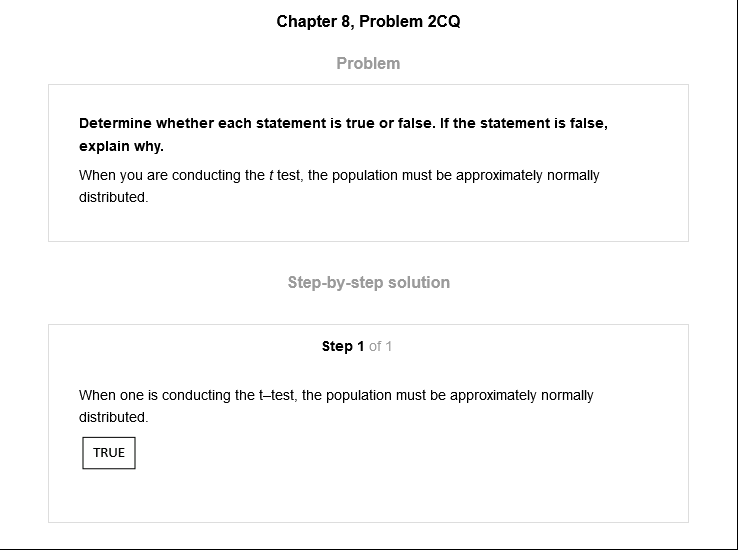 Chapter 8, Problem 2CQ
Problem
Determine whether each statement is true or false. If the statement is false,
explain why.
When you are conducting the t test, the population must be approximately normally
distributed.
Step-by-step solution
Step 1 of 1
When one is conducting the t–test, the population must be approximately normally
distributed.
TRUE